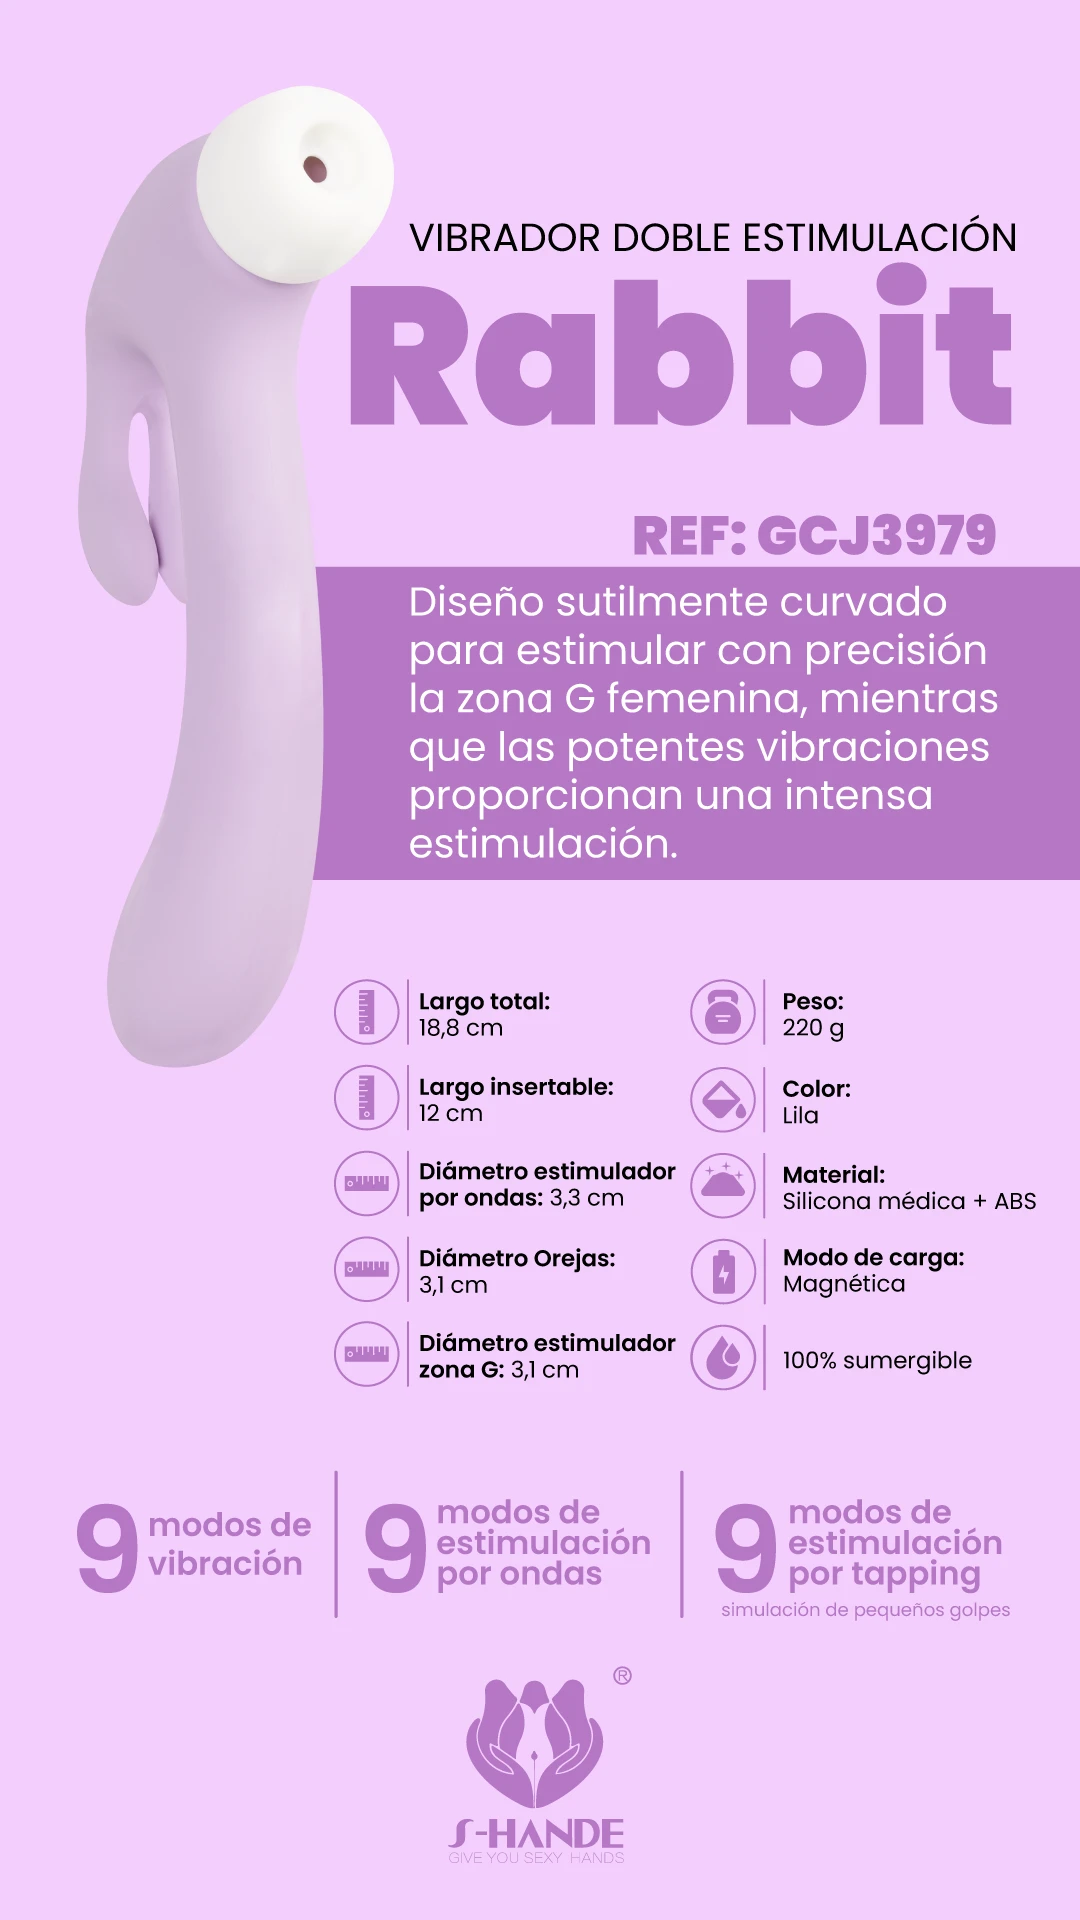 VIBRADOR DOBLE ESTIMULACIÓN
Rabbit
REF: GCJ3979
Diseño sutilmente curvado
para estimular con precisión
la zona G femenina, mientras
que las potentes vibraciones
proporcionan una intensa
estimulación.
Largo total:
18,8 cm
Largo insertable:
12 cm
Diámetro estimulador
por ondas: 3,3 cm
Diámetro Orejas:
3,1 cm
Diámetro estimulador
zona G: 3,1 cm
Peso:
220 g
Color:
Lila
Material:
Silicona médica + ABS
Modo de carga:
Magnética
100% sumergible
9 modos de
vibración
9 modos de
estimulación
por ondas
9 modos de
estimulación
por tapping
simulación de pequeños golpes
®
S-HANDE
GIVE YOU SEXY HANDS